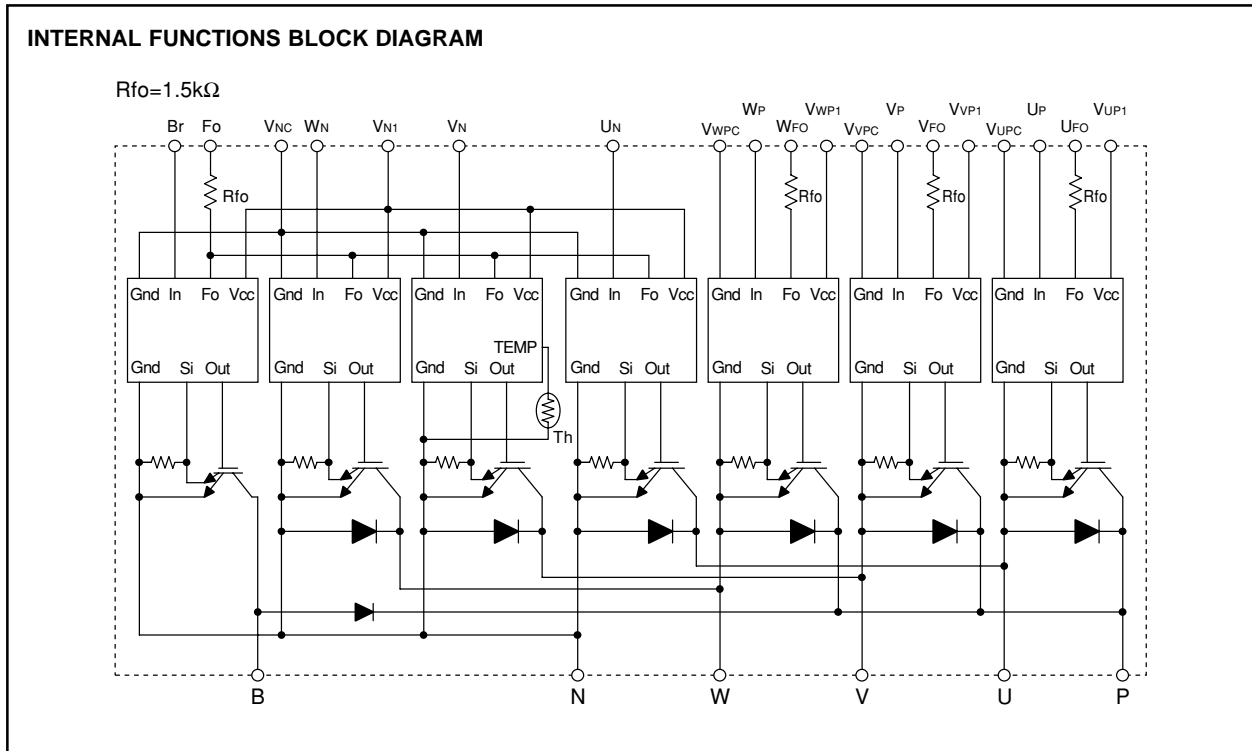 INTERNAL FUNCTIONS BLOCK DIAGRAM
Rfo=1.5kΩ
Br Fo VNC WN VN1 VN UN VWPC WP WFO VWP1 VVPC VP VFO VVP1 VUPC UP UFO VUP1
Rfo Rfo Rfo Rfo
Gnd In Fo Vcc Gnd In Fo Vcc Gnd In Fo Vcc Gnd In Fo Vcc Gnd In Fo Vcc Gnd In Fo Vcc Gnd In Fo Vcc
TEMP
Gnd Si Out Gnd Si Out Gnd Si Out Gnd Si Out Gnd Si Out Gnd Si Out Gnd Si Out
Th
B N W V U P